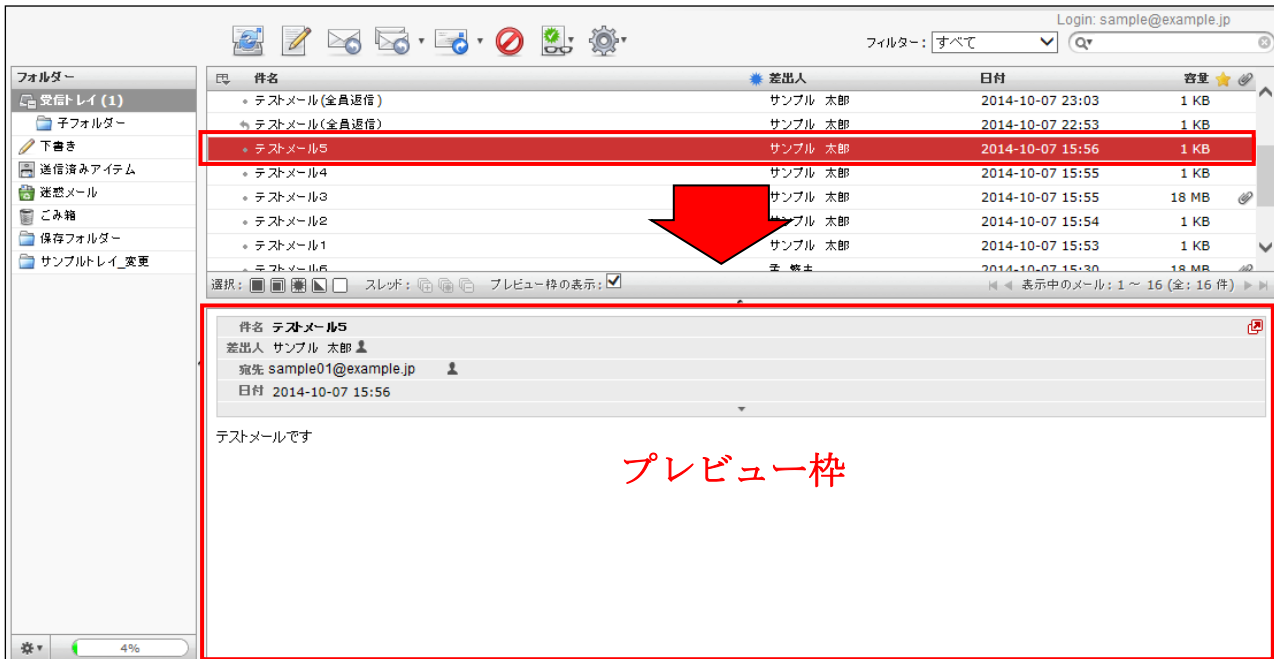 Login: sample@example.jp
フィルター: すべて
フォルダー
受信トレイ (1)
子フォルダー
下書き
送信済みアイテム
迷惑メール
ごみ箱
保存フォルダー
サンプルトレイ_変更
4%
件名 差出人 日付 容量
テストメール(全員返信) サンプル 太郎 2014-10-07 23:03 1 KB
テストメール(全員返信) サンプル 太郎 2014-10-07 22:53 1 KB
テストメール5 サンプル 太郎 2014-10-07 15:56 1 KB
テストメール4 サンプル 太郎 2014-10-07 15:55 1 KB
テストメール3 サンプル 太郎 2014-10-07 15:55 18 MB
テストメール2 サンプル 太郎 2014-10-07 15:54 1 KB
テストメール1 サンプル 太郎 2014-10-07 15:53 1 KB
テストメール6 2014-10-07 15:30 18 MB
選択: スレッド: プレビュー枠の表示: 表示中のメール: 1 ~ 16 (全: 16 件)
件名 テストメール5
差出人 サンプル 太郎
宛先 sample01@example.jp
日付 2014-10-07 15:56
テストメールです
プレビュー枠